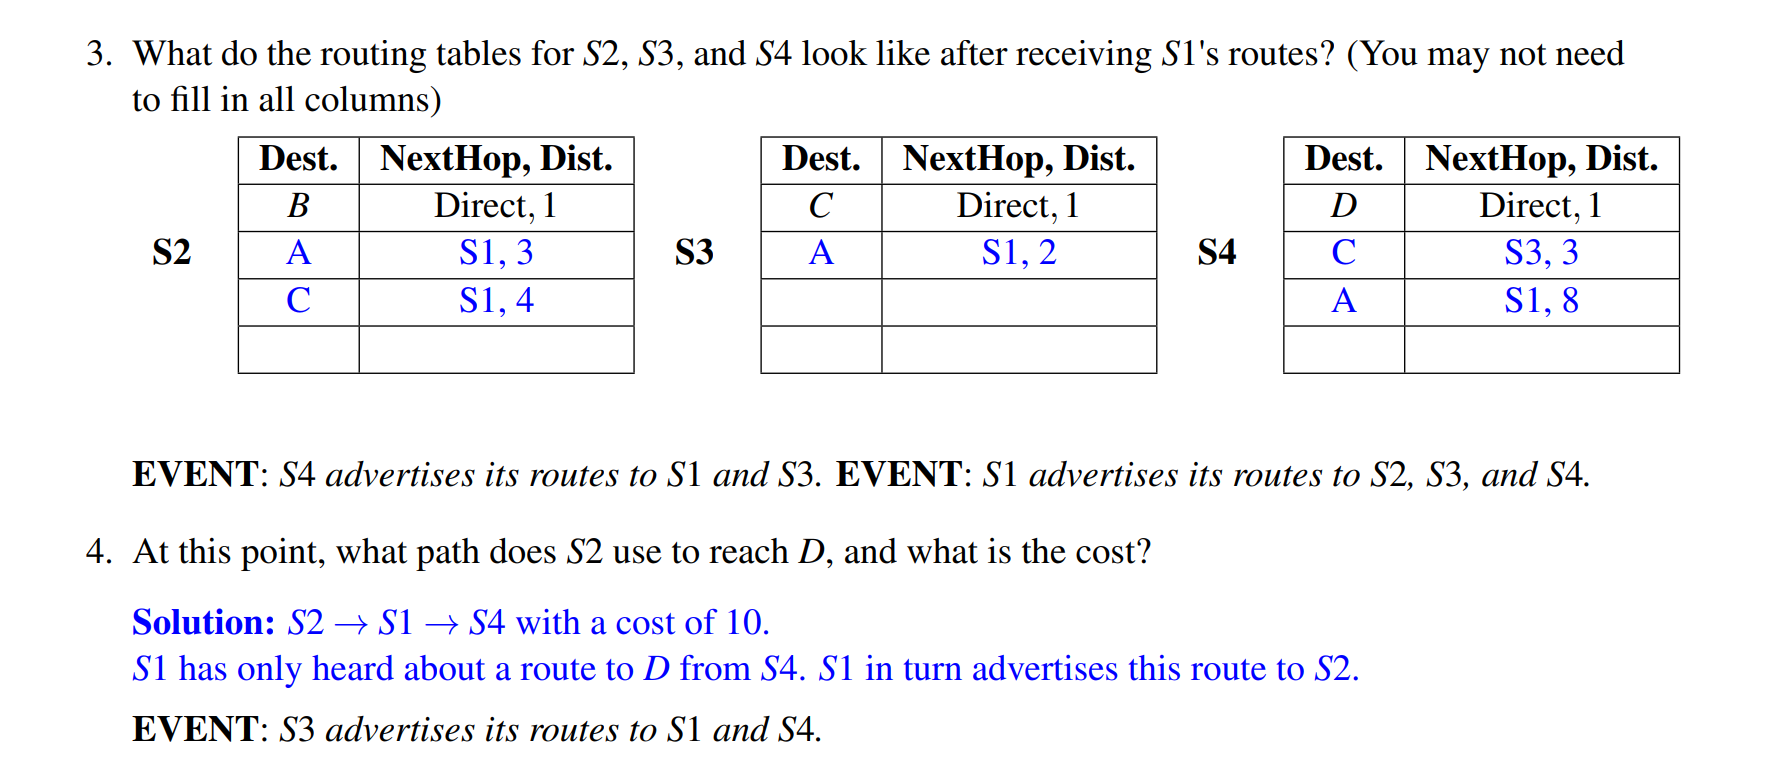 3. What do the routing tables for S2, S3, and S4 look like after receiving S1's routes? (You may not need
to fill in all columns)
Dest. NextHop, Dist. Dest. NextHop, Dist. Dest. NextHop, Dist.
B Direct, 1 C Direct, 1 D Direct, 1
S2 A S1, 3 S3 A S1, 2 S4 C S3, 3
C S1, 4 A S1, 8
EVENT: S4 advertises its routes to S1 and S3. EVENT: S1 advertises its routes to S2, S3, and S4.
4. At this point, what path does S2 use to reach D, and what is the cost?
Solution: S2 → S1 → S4 with a cost of 10.
S1 has only heard about a route to D from S4. S1 in turn advertises this route to S2.
EVENT: S3 advertises its routes to S1 and S4.